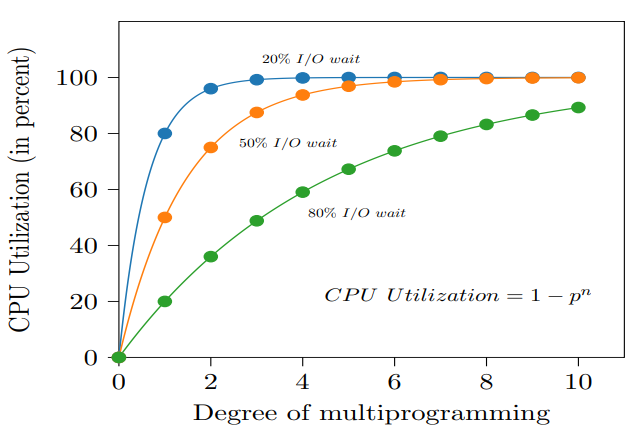 20% I/O wait
100
50% I/O wait
80
60
80% I/O wait
40
CPU Utilization = 1 − pⁿ
20
0
0 2 4 6 8 10
Degree of multiprogramming
CPU Utilization (in percent)